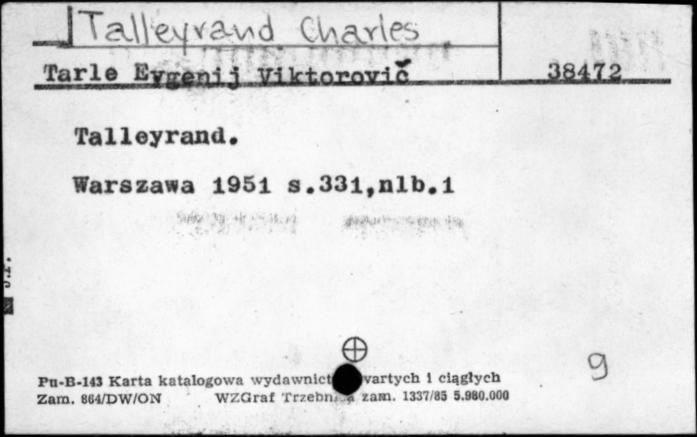 Talleyrand Charles
Tarle Evgenij Viktorovič 38472
Talleyrand.
Warszawa 1951 s.331,nlb.1
J.P.
9
Pu-B-143 Karta katalogowa wydawnict vartych i ciągłych
Zam. 864/DW/ON WZGraf Trzebn a zam. 1337/85 5.980.000